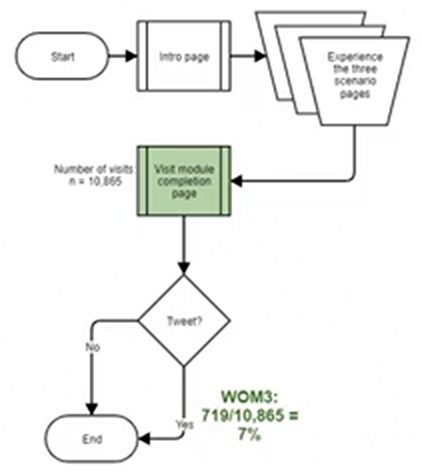 Start
Intro page
Experience
the three
scenario
pages
Number of visits:
n = 10,865
Visit module
completion
page
Tweet?
No
Yes
WOM3:
719/10,865 =
7%
End